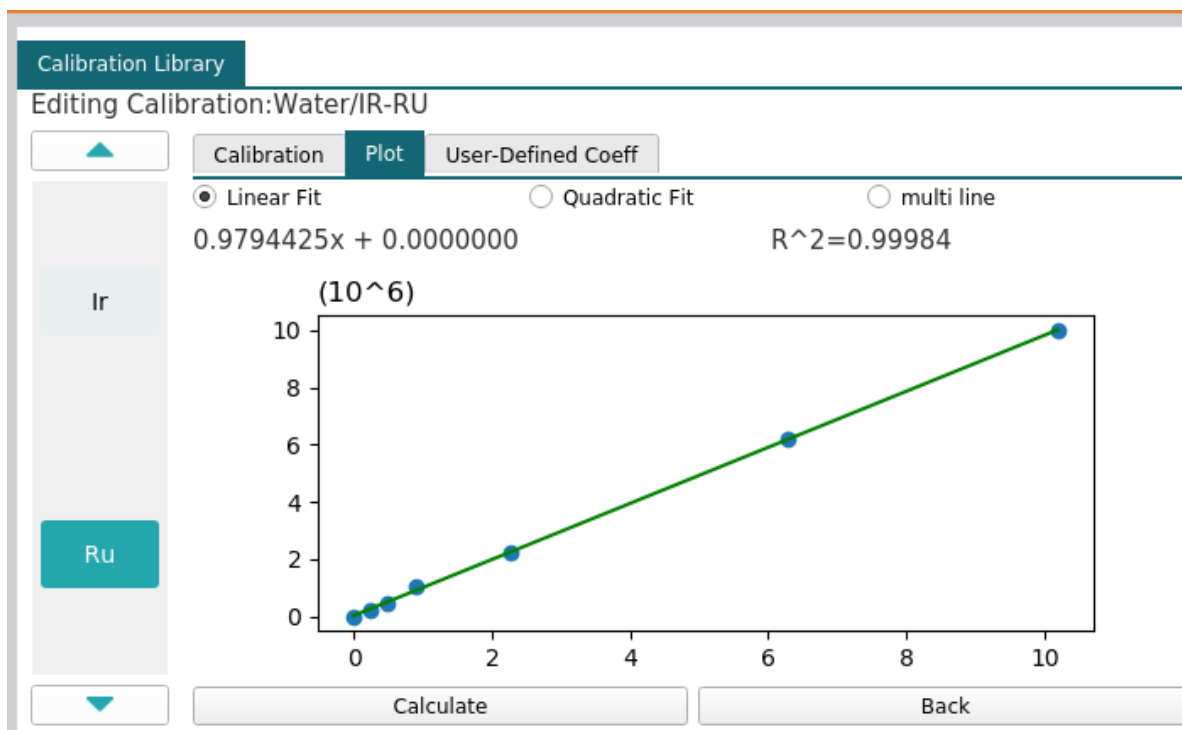 Calibration Library
Editing Calibration:Water/IR-RU
Calibration Plot User-Defined Coeff
Linear Fit Quadratic Fit multi line
0.9794425x + 0.0000000 R^2=0.99984
(10^6)
Ir
Ru
10
8
6
4
2
0
0 2 4 6 8 10
Calculate Back